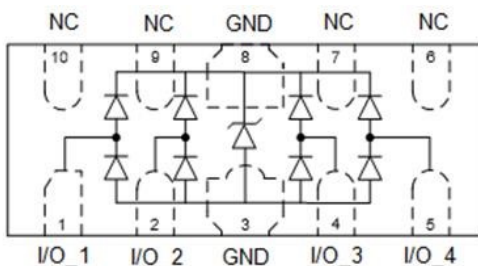 NC NC GND NC NC
10 9 8 7 6
1 2 3 4 5
I/O_1 I/O_2 GND I/O_3 I/O_4